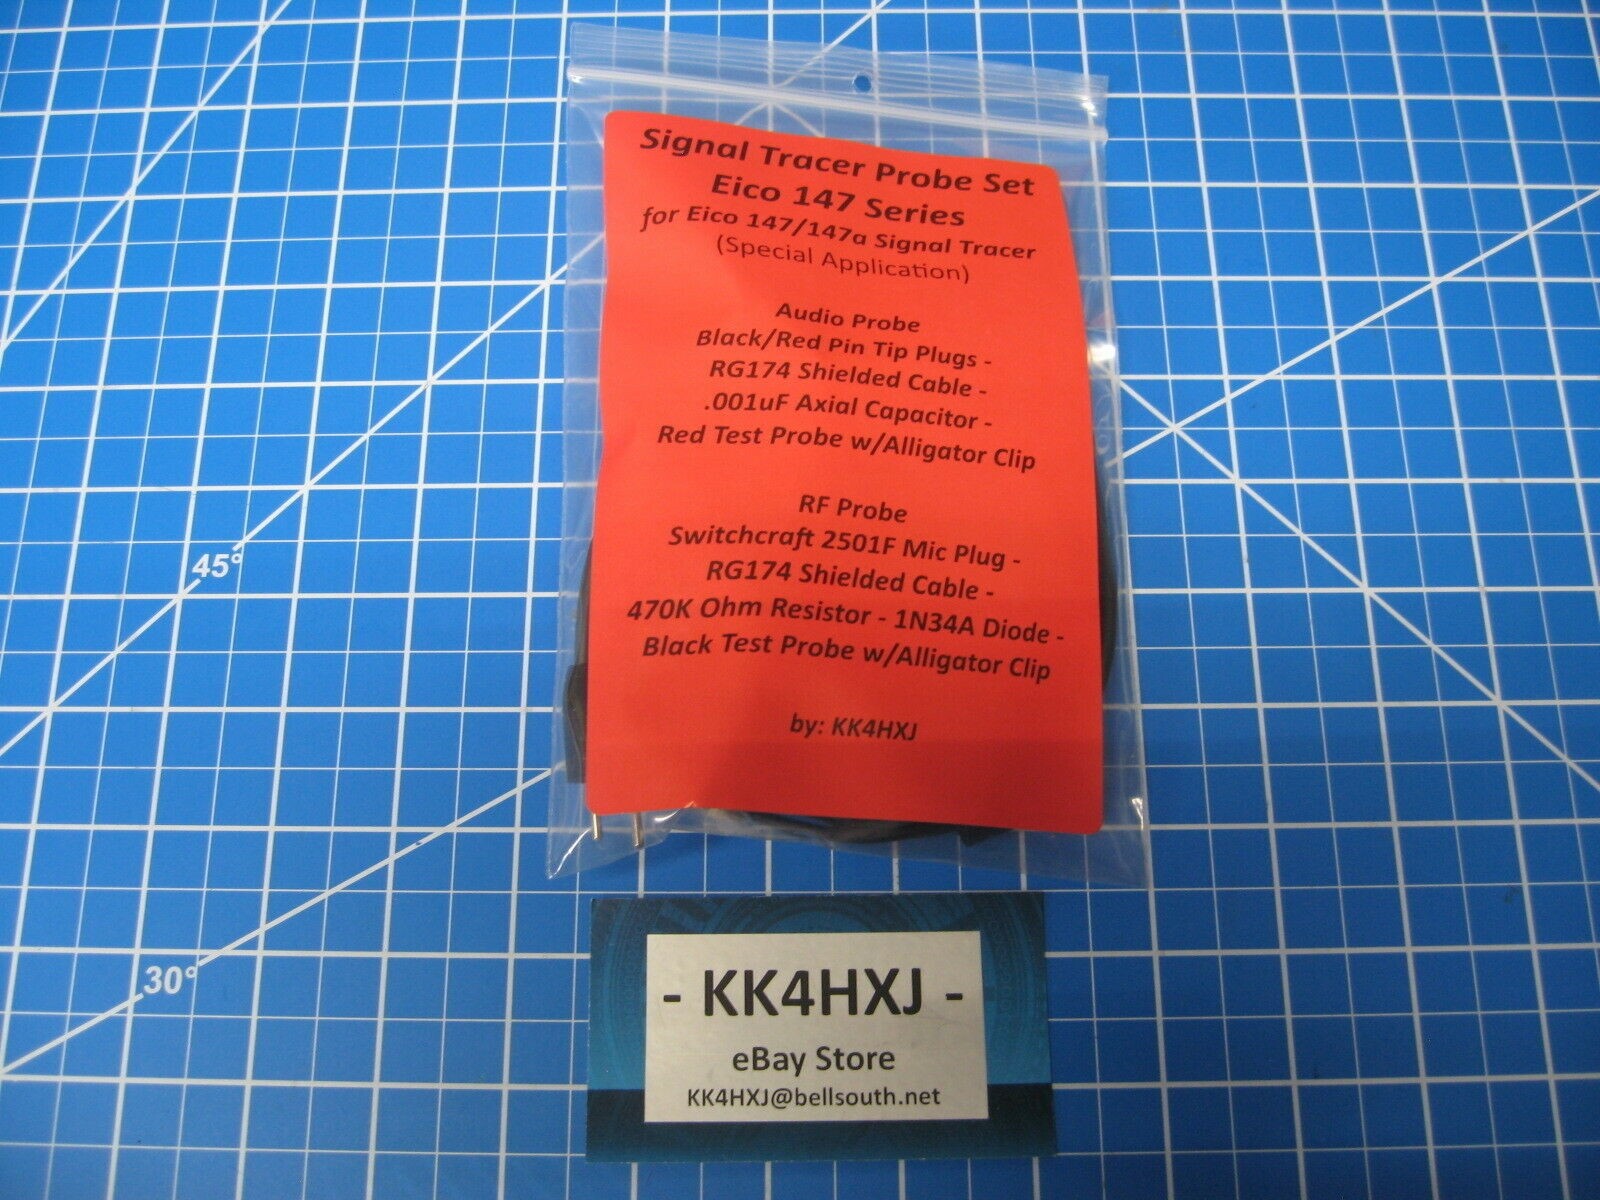 Signal Tracer Probe Set
Eico 147 Series
for Eico 147/147a Signal Tracer
(Special Application)
Audio Probe
Black/Red Pin Tip Plugs -
RG174 Shielded Cable -
.001uF Axial Capacitor -
Red Test Probe w/Alligator Clip
RF Probe
Switchcraft 2501F Mic Plug -
RG174 Shielded Cable -
470K Ohm Resistor - 1N34A Diode -
Black Test Probe w/Alligator Clip
by: KK4HXJ
45°
30°
- KK4HXJ -
eBay Store
KK4HXJ@bellsouth.net